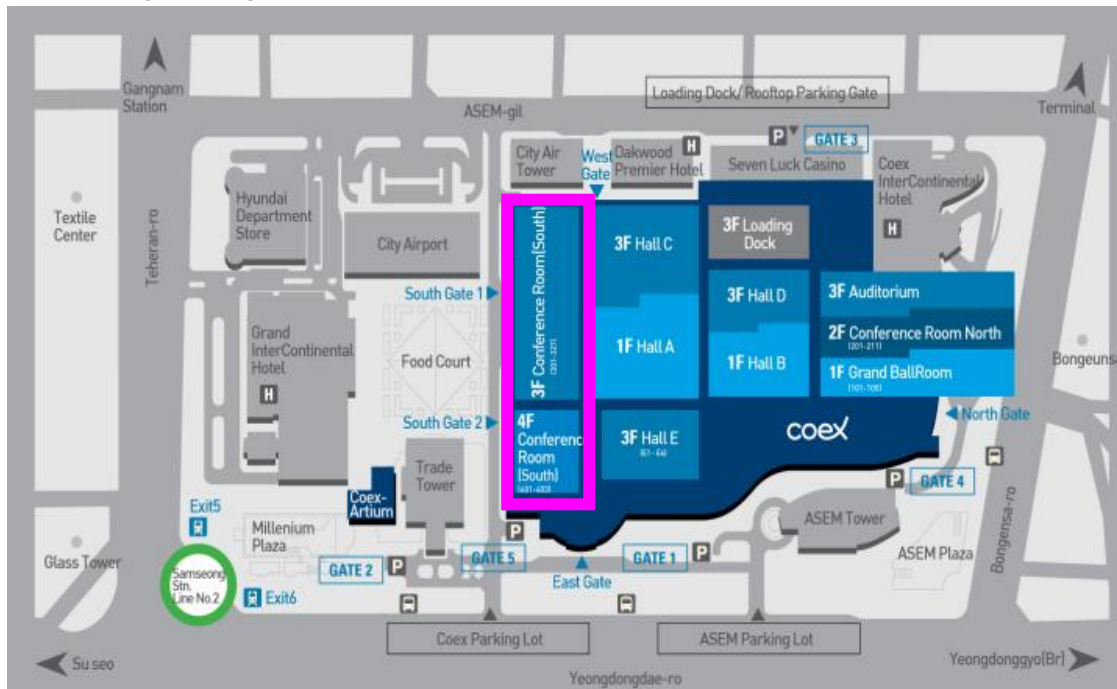 Gangnam
Station
ASEM-gil
Loading Dock/ Rooftop Parking Gate
Terminal
City Air
Tower
West
Gate
Oakwood
Premier Hotel
H
P
GATE 3
Seven Luck Casino
Coex
InterContinental
Hotel
H
Textile
Center
Teheran-ro
Hyundai
Department
Store
City Airport
3F Conference Room(South)
3F Hall C
3F Loading
Dock
South Gate 1
3F Hall D
3F Auditorium
2F Conference Room North
(201-211)
1F Grand BallRoom
Grand
InterContinental
Hotel
H
Food Court
1F Hall A
1F Hall B
Bongeuns
South Gate 2
4F
Conferenc
Room
(South)
3F Hall E
coex
North Gate
Trade
Tower
Coex-
Artium
P
GATE 4
Exit5
Millenium
Plaza
P
ASEM Tower
ASEM Plaza
Bongensa-ro
Glass Tower
Samseong
Stn.
Line No.2
Exit6
GATE 2
P
GATE 5
East Gate
GATE 1
P
Coex Parking Lot
ASEM Parking Lot
Su seo
Yeongdongdae-ro
Yeongdonggyo(Br)